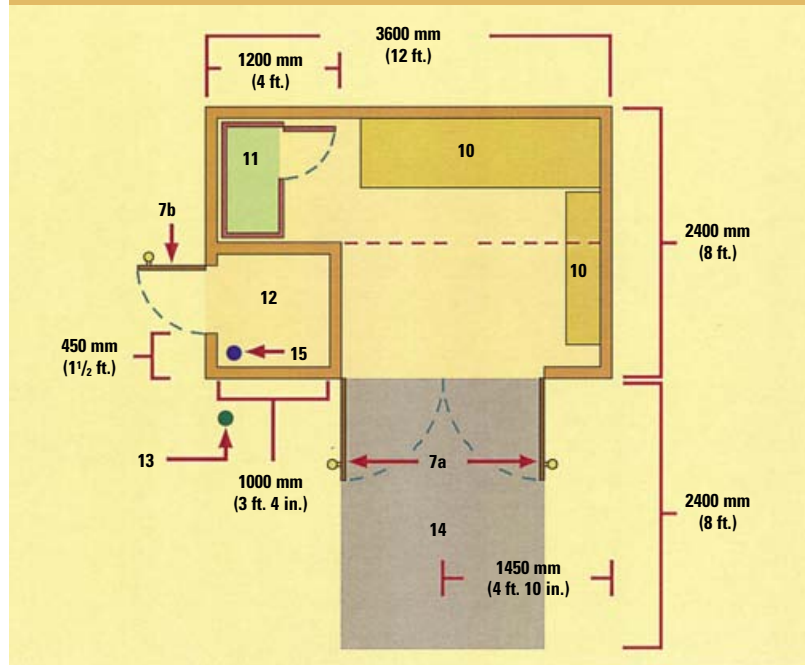 3600 mm
(12 ft.)
1200 mm
(4 ft.)
11
10
7b
2400 mm
(8 ft.)
10
12
450 mm
(1 1/2 ft.)
15
13
7a
1000 mm
(3 ft. 4 in.)
2400 mm
(8 ft.)
14
1450 mm
(4 ft. 10 in.)